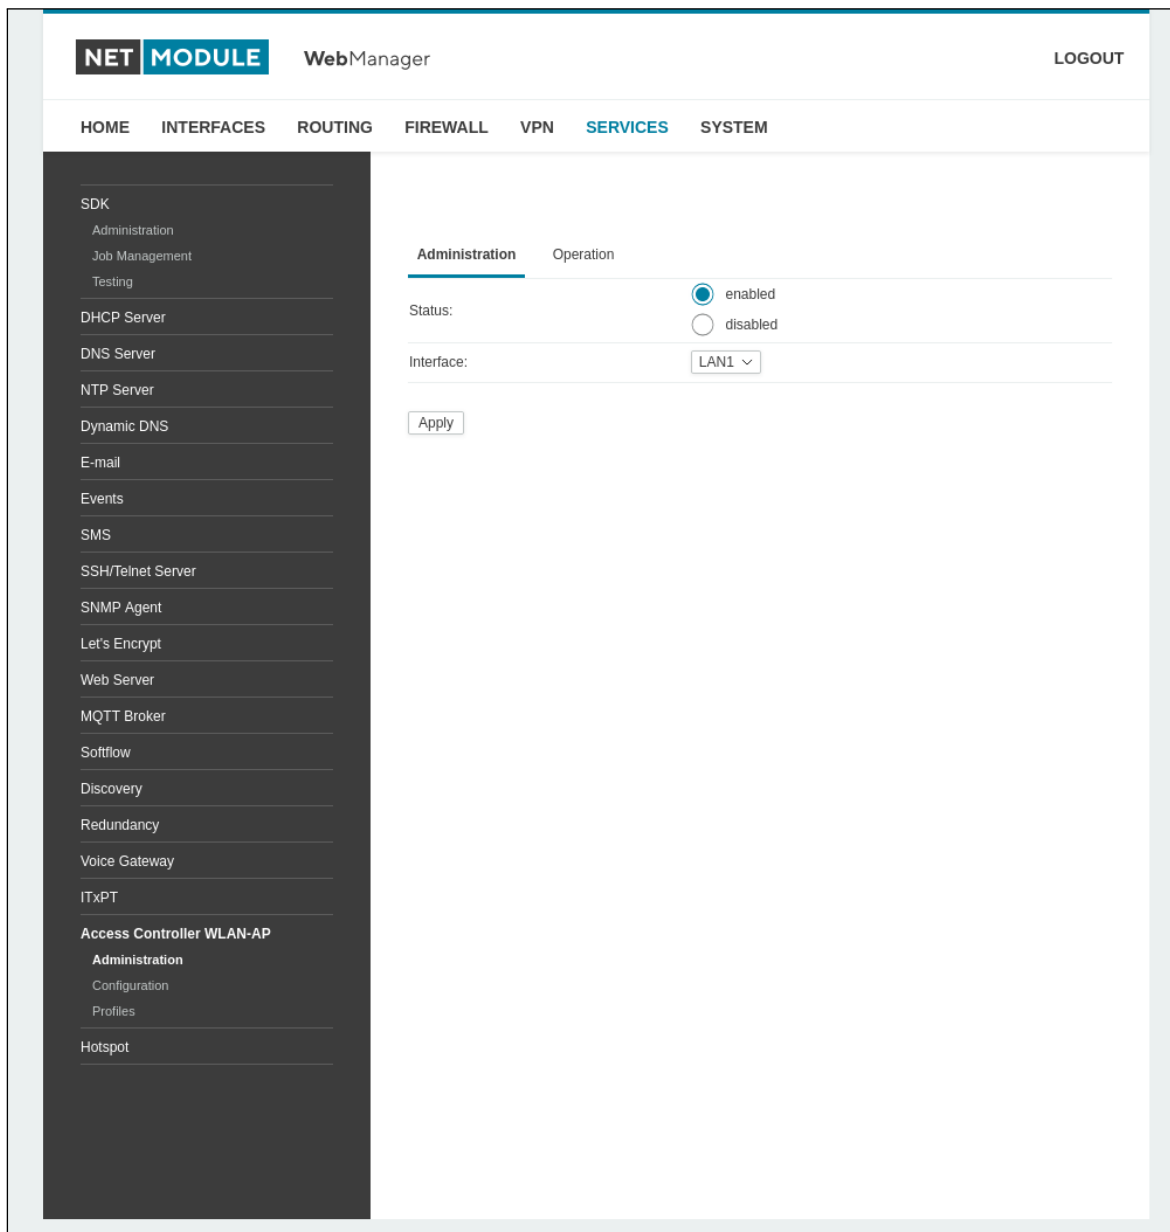 NET MODULE WebManager LOGOUT
HOME INTERFACES ROUTING FIREWALL VPN SERVICES SYSTEM
SDK
Administration
Job Management
Testing
DHCP Server
DNS Server
NTP Server
Dynamic DNS
E-mail
Events
SMS
SSH/Telnet Server
SNMP Agent
Let's Encrypt
Web Server
MQTT Broker
Softflow
Discovery
Redundancy
Voice Gateway
ITxPT
Access Controller WLAN-AP
Administration
Configuration
Profiles
Hotspot
Administration Operation
Status: enabled
disabled
Interface: LAN1
Apply